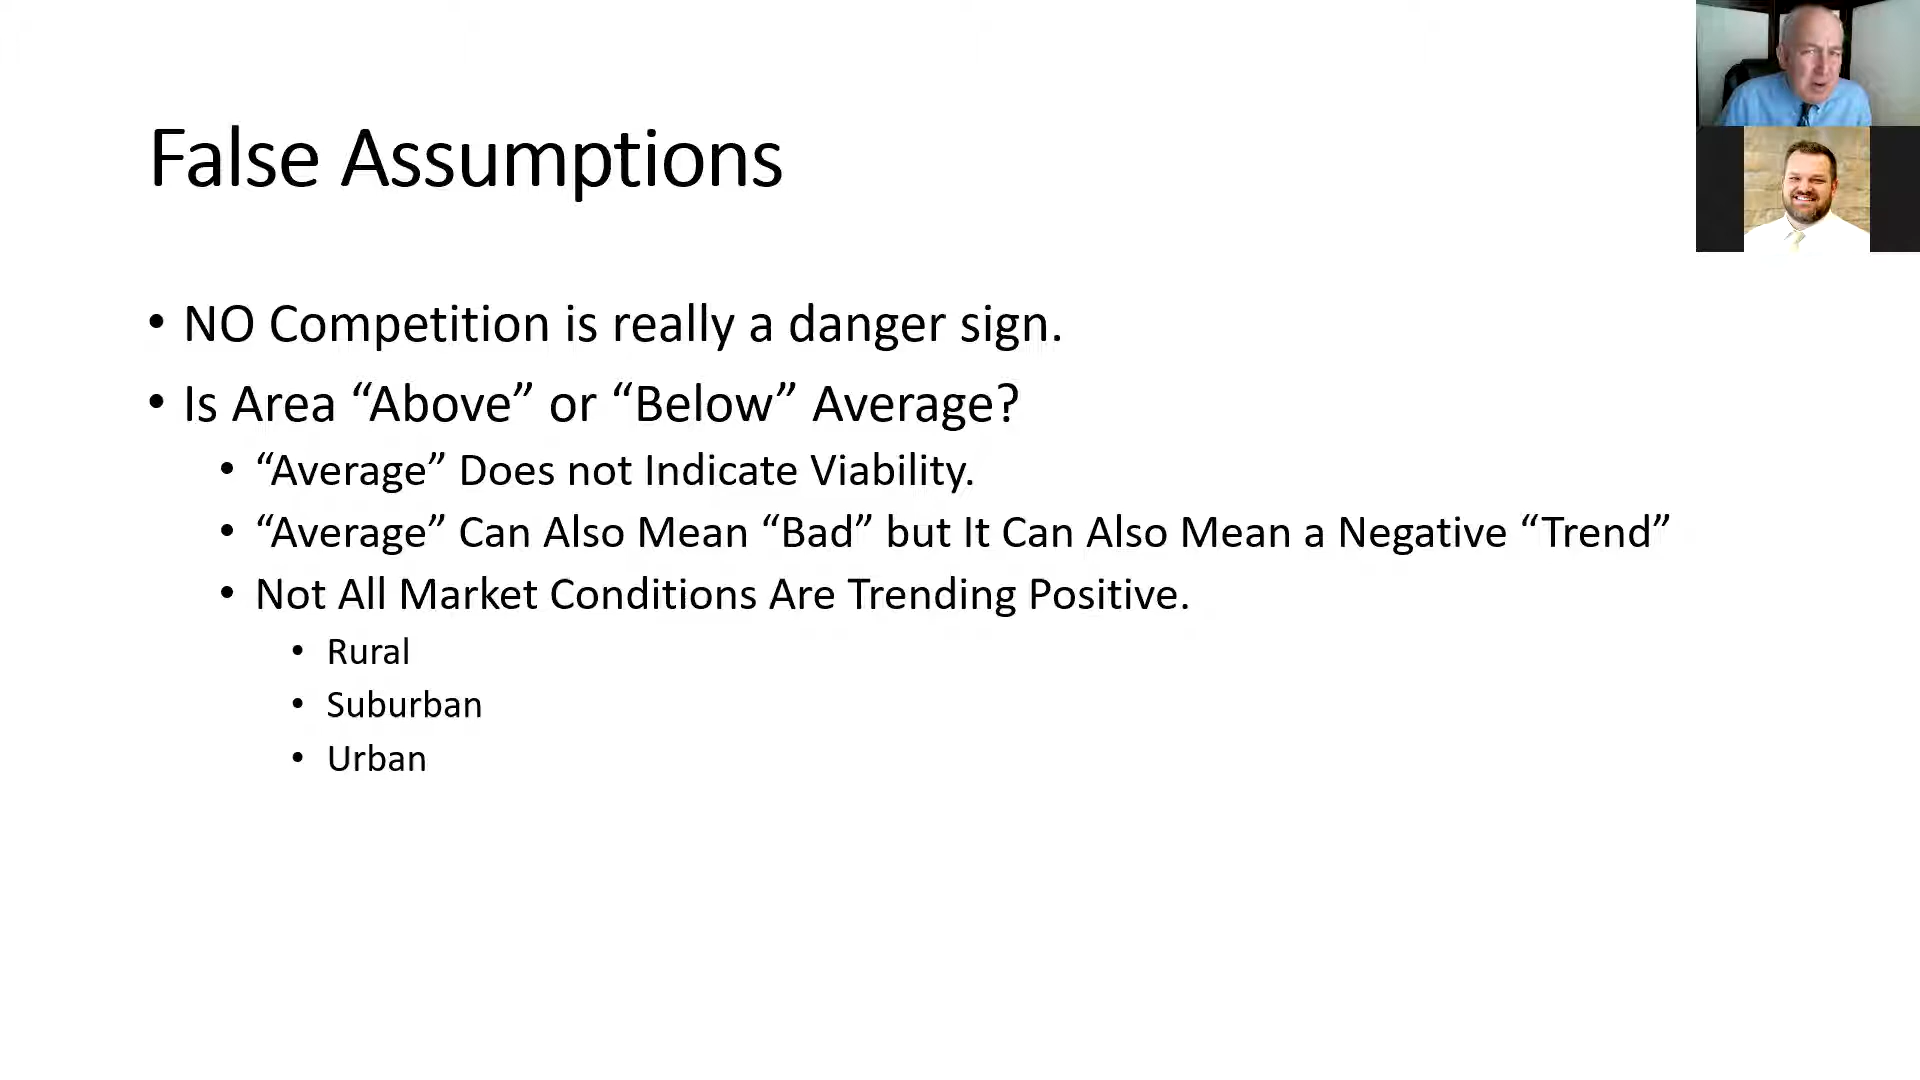 False Assumptions
• NO Competition is really a danger sign.
• Is Area “Above” or “Below” Average?
• “Average” Does not Indicate Viability.
• “Average” Can Also Mean “Bad” but It Can Also Mean a Negative “Trend”
• Not All Market Conditions Are Trending Positive.
• Rural
• Suburban
• Urban